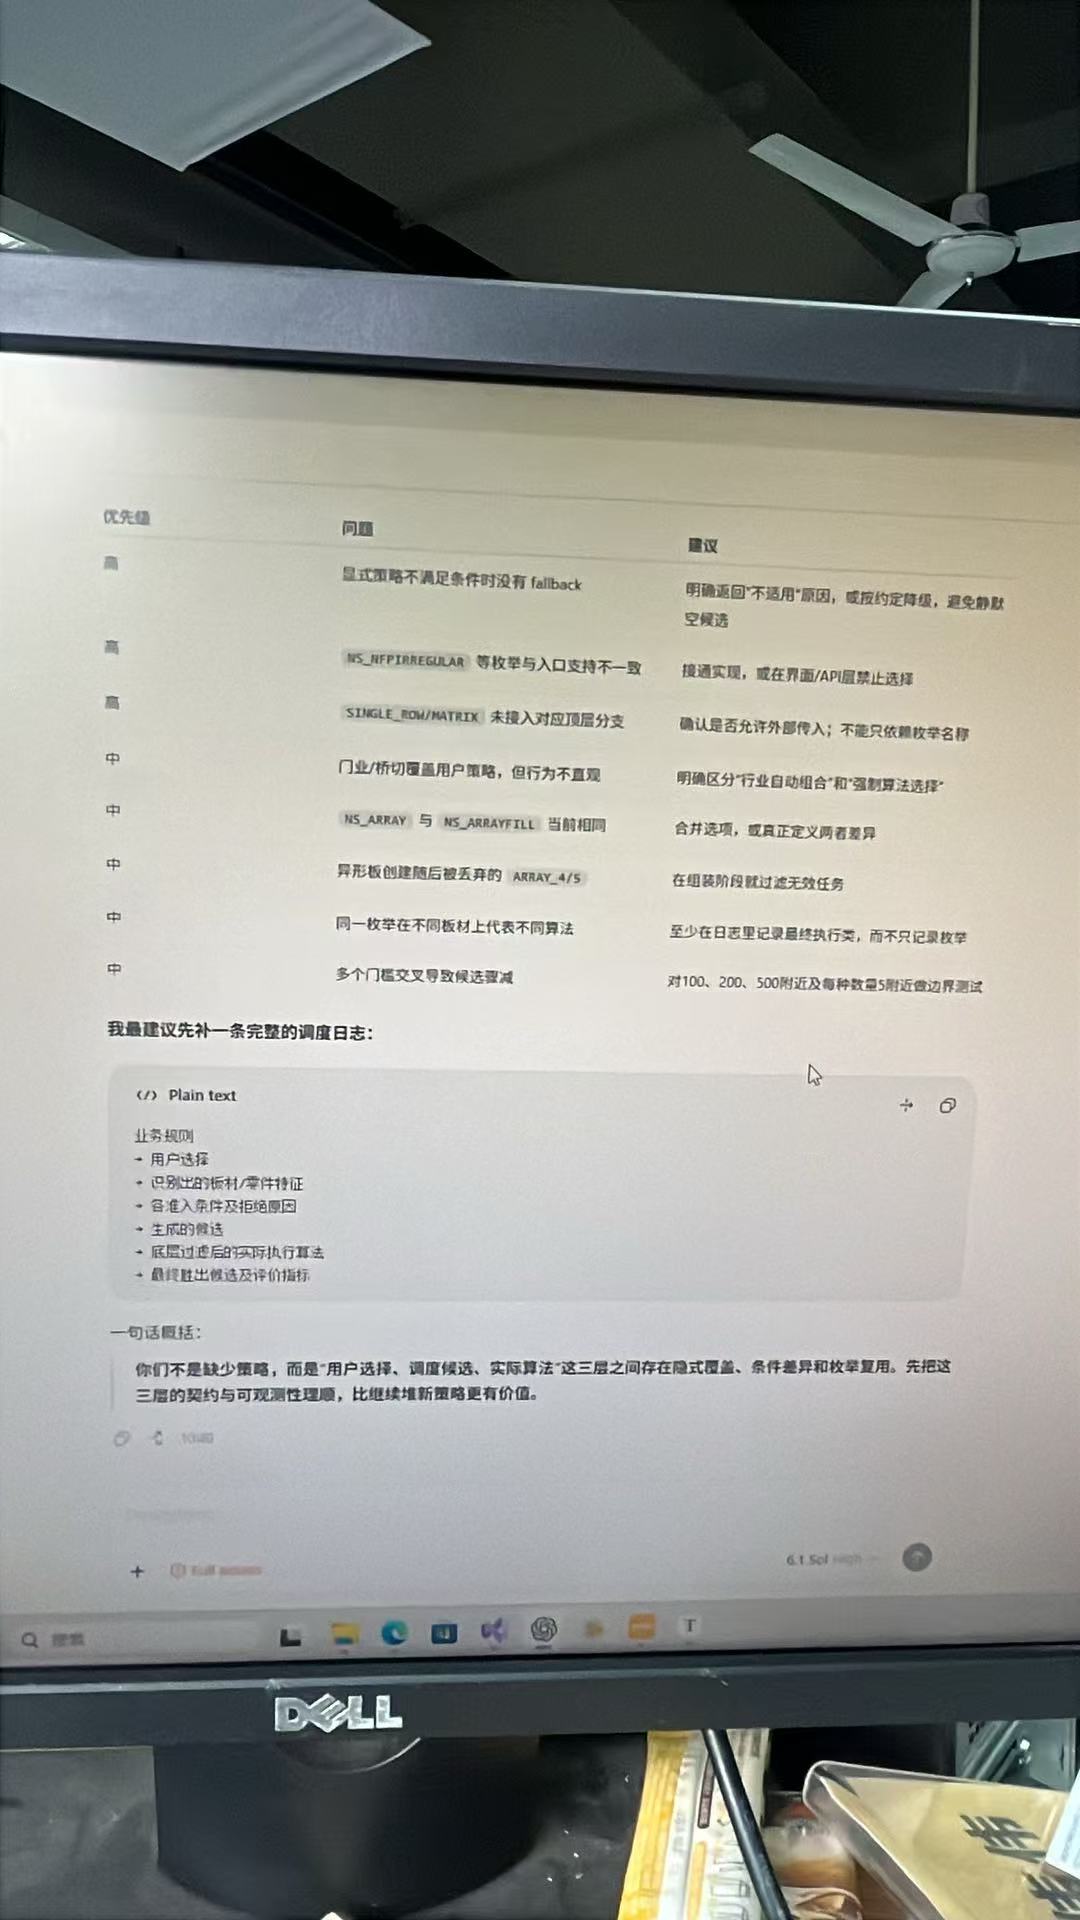 优先级 问题 建议
高 显式策略不满足条件时没有 fallback 明确返回"不适用"原因，或按约定降级，避免静默
空候选
高 NS_NFPIRREGULAR 等枚举与入口支持不一致 接通实现，或在界面/API层禁止选择
高 SINGLE_ROW/MATRIX 未接入对应顶层分支 确认是否允许外部传入；不能只依赖枚举名称
中 门业/桥切覆盖用户策略，但行为不直观 明确区分"行业自动组合"和"强制算法选择"
中 NS_ARRAY 与 NS_ARRAYFILL 当前相同 合并选项，或真正定义两者差异
中 异形板创建随后被丢弃的 ARRAY_4/5 在组装阶段就过滤无效任务
中 同一枚举在不同板材上代表不同算法 至少在日志里记录最终执行类，而不只记录枚举
中 多个门槛交叉导致候选骤减 对100、200、500附近及每种数量5附近做边界测试
我最建议先补一条完整的调度日志：
</> Plain text
业务规则
→ 用户选择
→ 识别出的板材/零件特征
→ 各准入条件及拒绝原因
→ 生成的候选
→ 底层过滤后的实际执行算法
→ 最终胜出候选及评价指标
一句话概括：
你们不是缺少策略，而是"用户选择、调度候选、实际算法"这三层之间存在隐式覆盖、条件差异和枚举复用。先把这
三层的契约与可观测性理顺，比继续堆新策略更有价值。
+ Full access 6.1 Sol High
搜索
T
DELL